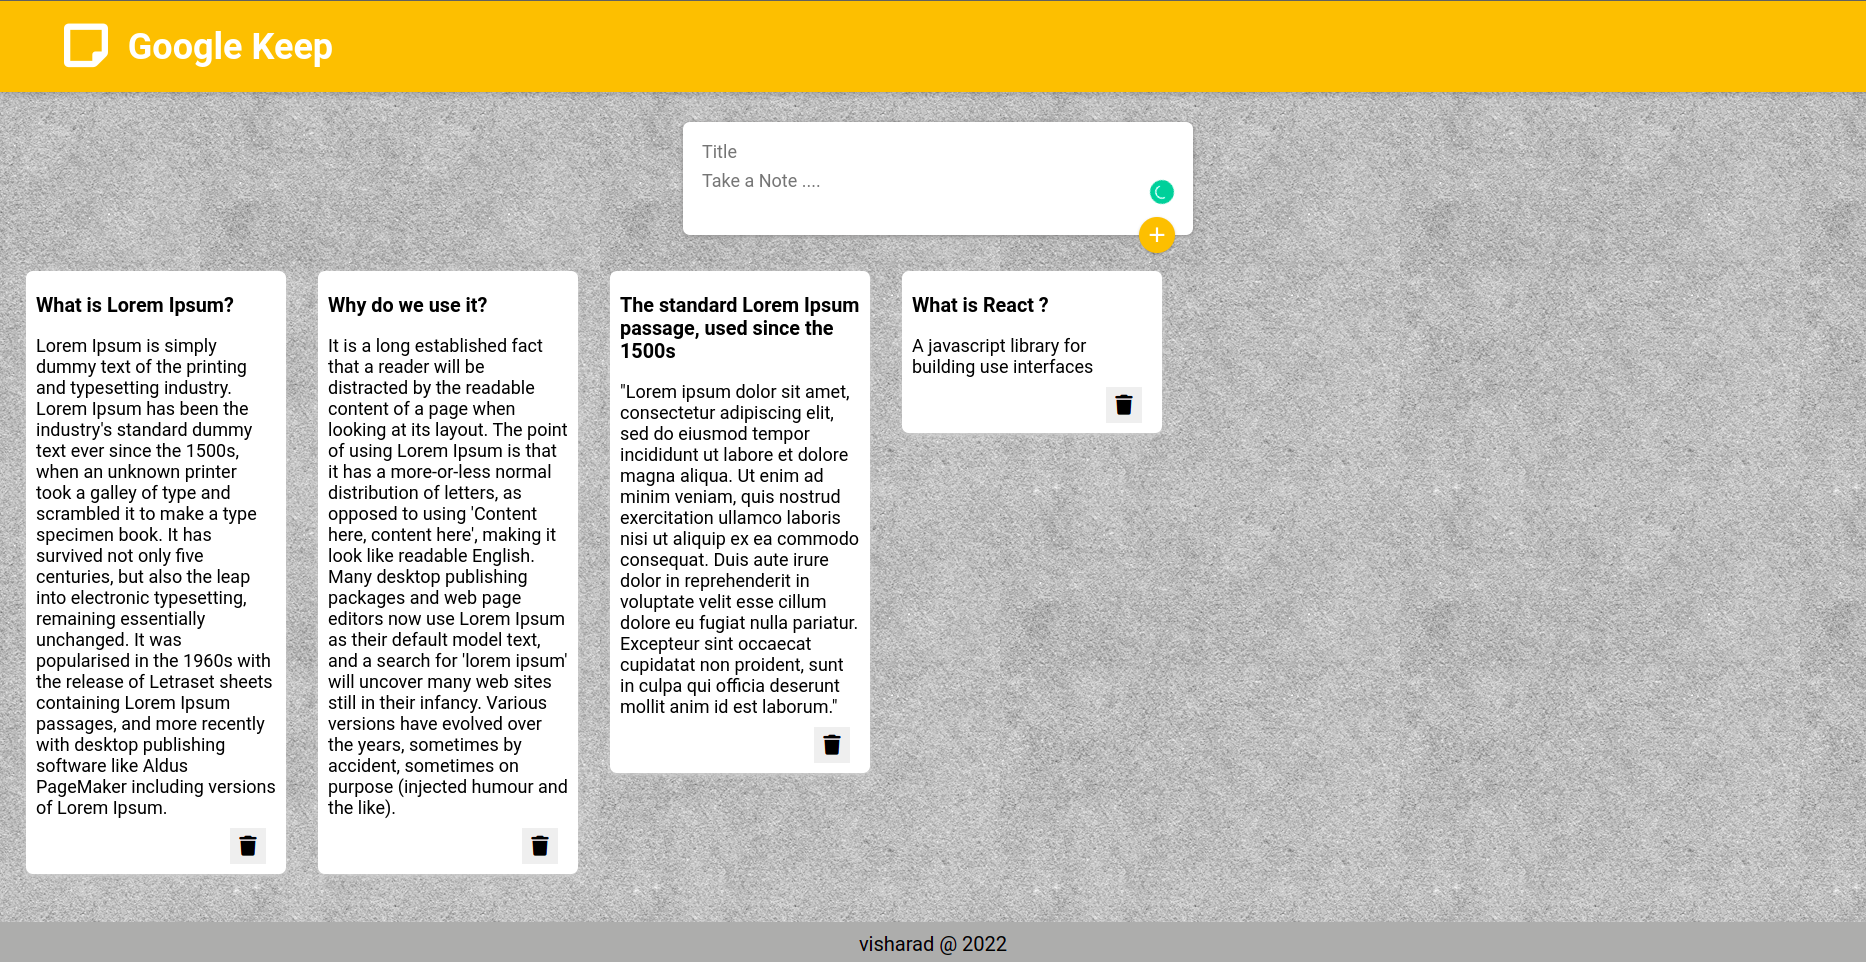 Google Keep
Title
Take a Note ....
What is Lorem Ipsum?
Lorem Ipsum is simply
dummy text of the printing
and typesetting industry.
Lorem Ipsum has been the
industry's standard dummy
text ever since the 1500s,
when an unknown printer
took a galley of type and
scrambled it to make a type
specimen book. It has
survived not only five
centuries, but also the leap
into electronic typesetting,
remaining essentially
unchanged. It was
popularised in the 1960s with
the release of Letraset sheets
containing Lorem Ipsum
passages, and more recently
with desktop publishing
software like Aldus
PageMaker including versions
of Lorem Ipsum.
Why do we use it?
It is a long established fact
that a reader will be
distracted by the readable
content of a page when
looking at its layout. The point
of using Lorem Ipsum is that
it has a more-or-less normal
distribution of letters, as
opposed to using 'Content
here, content here', making it
look like readable English.
Many desktop publishing
packages and web page
editors now use Lorem Ipsum
as their default model text,
and a search for 'lorem ipsum'
will uncover many web sites
still in their infancy. Various
versions have evolved over
the years, sometimes by
accident, sometimes on
purpose (injected humour and
the like).
The standard Lorem Ipsum
passage, used since the
1500s
"Lorem ipsum dolor sit amet,
consectetur adipiscing elit,
sed do eiusmod tempor
incididunt ut labore et dolore
magna aliqua. Ut enim ad
minim veniam, quis nostrud
exercitation ullamco laboris
nisi ut aliquip ex ea commodo
consequat. Duis aute irure
dolor in reprehenderit in
voluptate velit esse cillum
dolore eu fugiat nulla pariatur.
Excepteur sint occaecat
cupidatat non proident, sunt
in culpa qui officia deserunt
mollit anim id est laborum."
What is React ?
A javascript library for
building use interfaces
visharad @ 2022